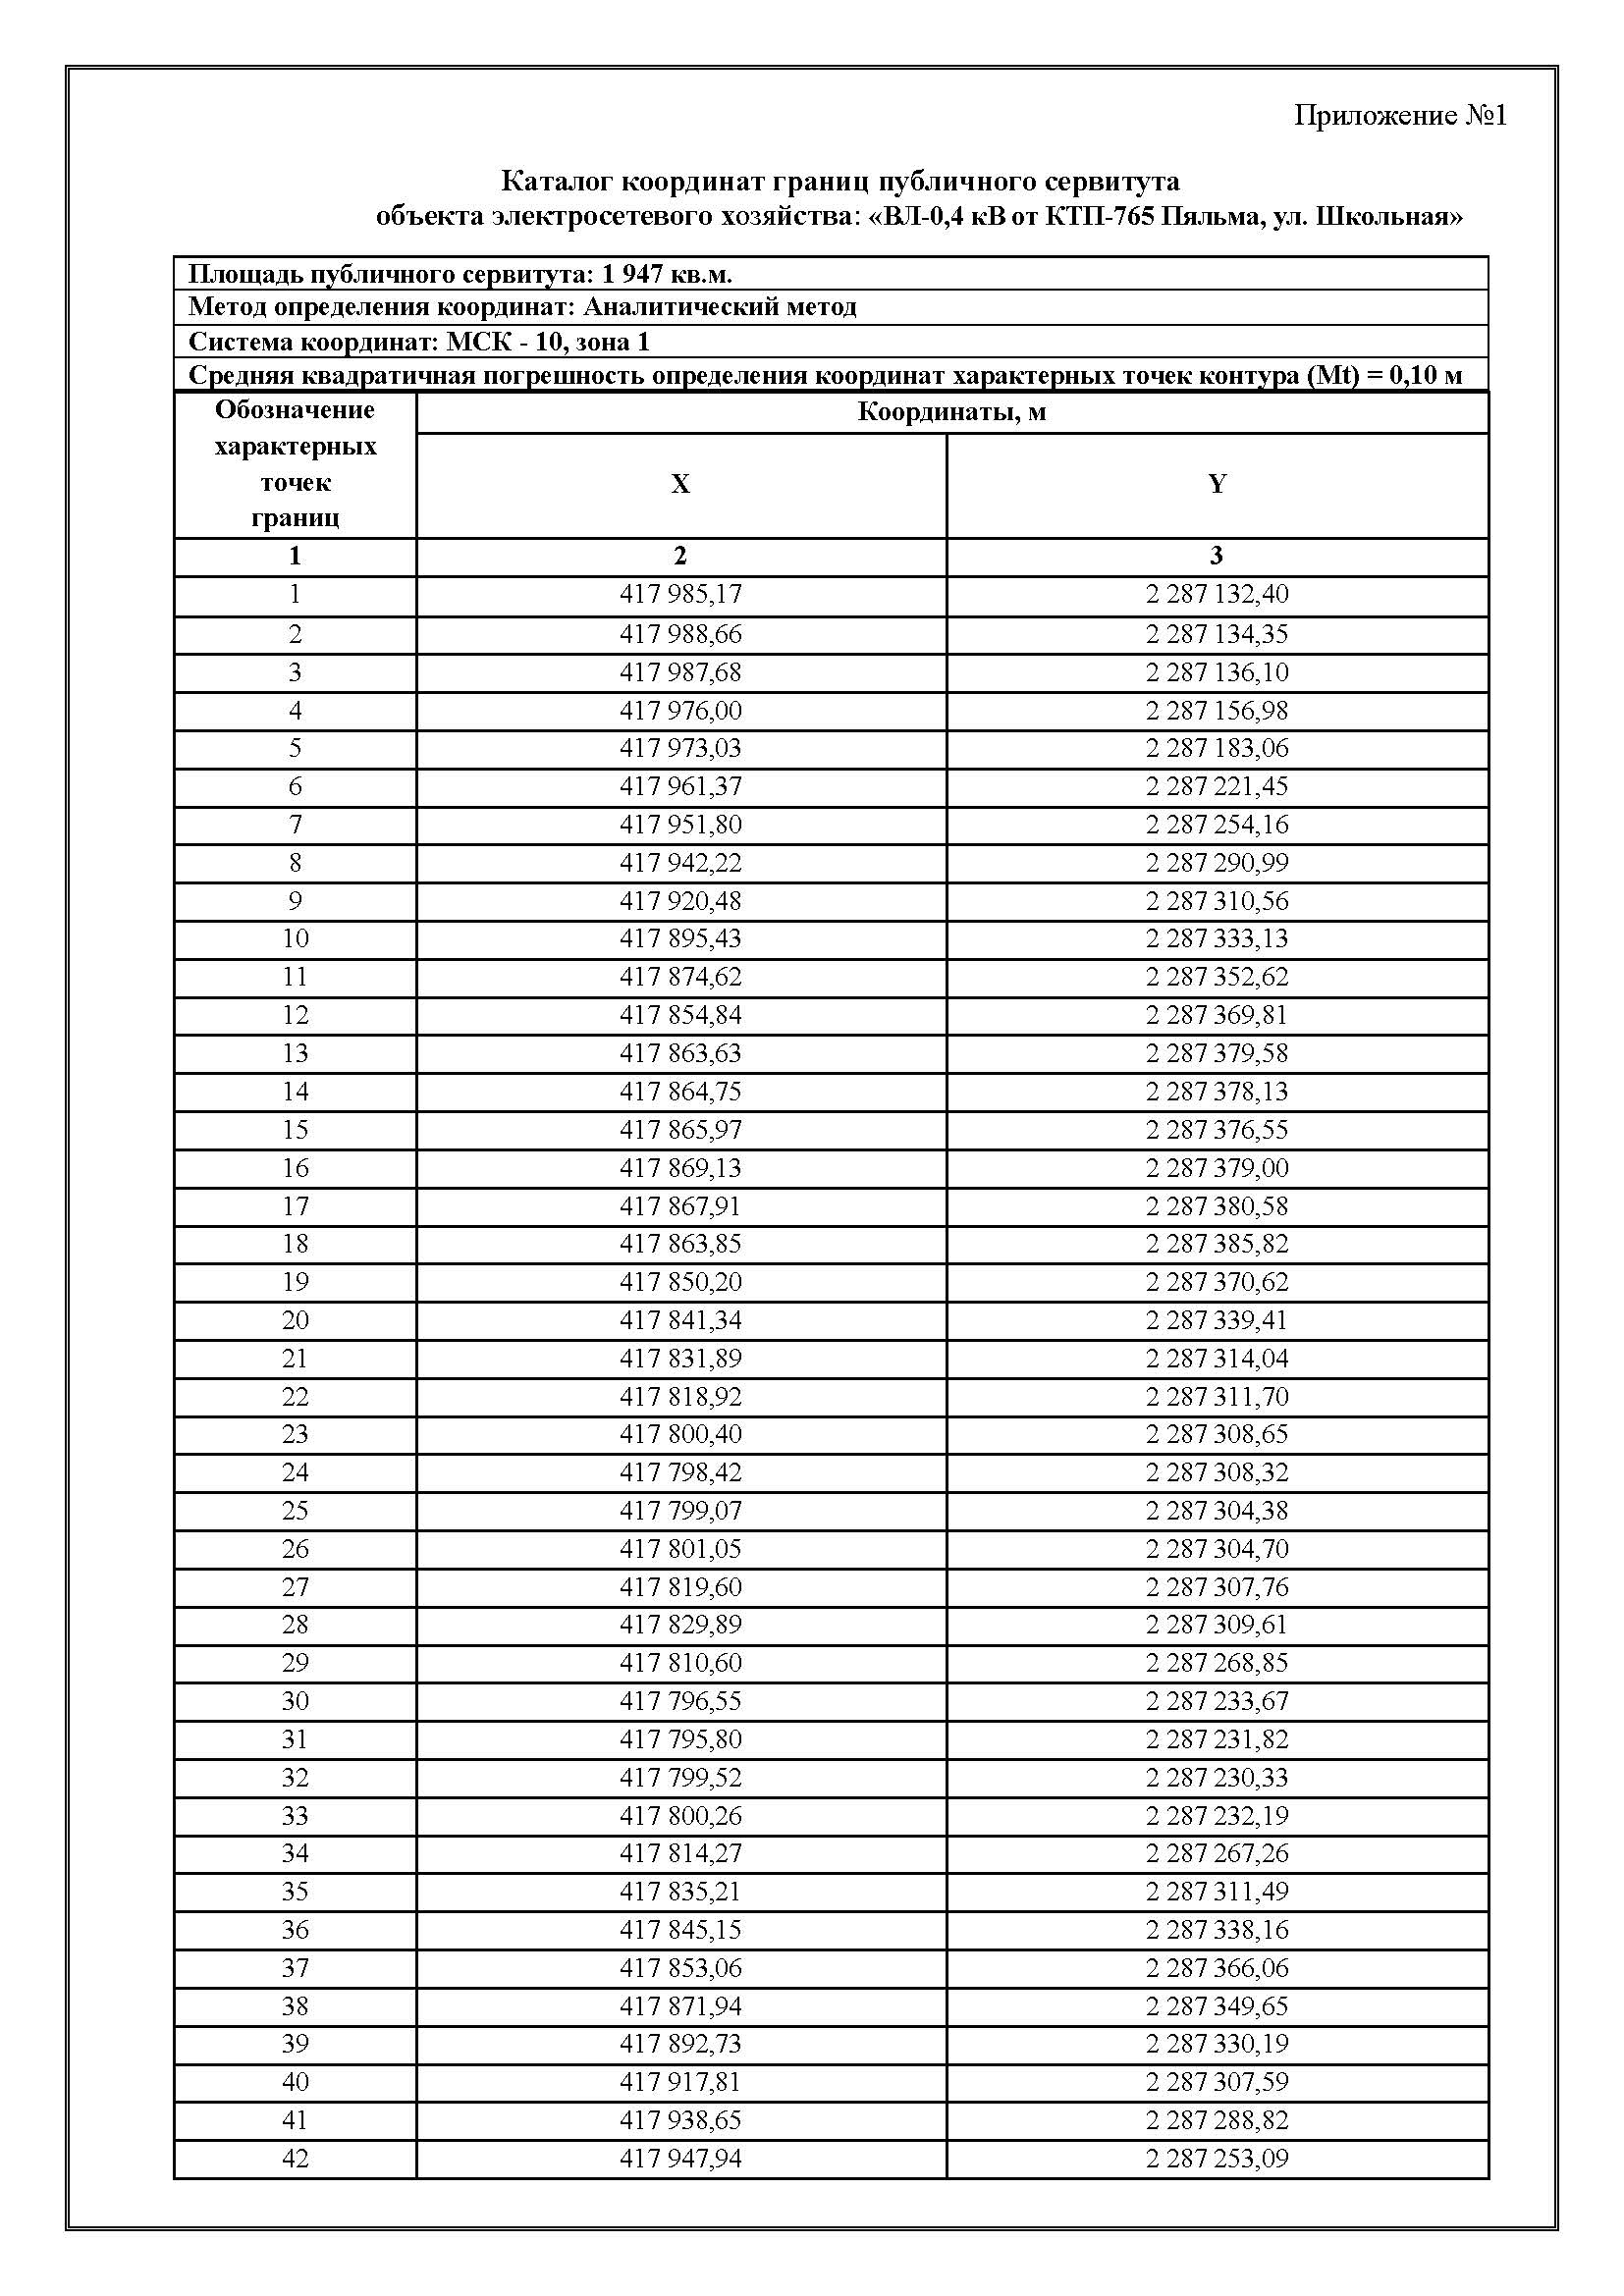 Приложение №1
Каталог координат границ публичного сервитута
объекта электросетевого хозяйства: «ВЛ-0,4 кВ от КТП-765 Пяльма, ул. Школьная»
Площадь публичного сервитута: 1 947 кв.м.
Метод определения координат: Аналитический метод
Система координат: МСК - 10, зона 1
Средняя квадратичная погрешность определения координат характерных точек контура (Mt) = 0,10 м
Обозначение характерных точек границ
Координаты, м
X Y
1 2 3
1 417 985,17 2 287 132,40
2 417 988,66 2 287 134,35
3 417 987,68 2 287 136,10
4 417 976,00 2 287 156,98
5 417 973,03 2 287 183,06
6 417 961,37 2 287 221,45
7 417 951,80 2 287 254,16
8 417 942,22 2 287 290,99
9 417 920,48 2 287 310,56
10 417 895,43 2 287 333,13
11 417 874,62 2 287 352,62
12 417 854,84 2 287 369,81
13 417 863,63 2 287 379,58
14 417 864,75 2 287 378,13
15 417 865,97 2 287 376,55
16 417 869,13 2 287 379,00
17 417 867,91 2 287 380,58
18 417 863,85 2 287 385,82
19 417 850,20 2 287 370,62
20 417 841,34 2 287 339,41
21 417 831,89 2 287 314,04
22 417 818,92 2 287 311,70
23 417 800,40 2 287 308,65
24 417 798,42 2 287 308,32
25 417 799,07 2 287 304,38
26 417 801,05 2 287 304,70
27 417 819,60 2 287 307,76
28 417 829,89 2 287 309,61
29 417 810,60 2 287 268,85
30 417 796,55 2 287 233,67
31 417 795,80 2 287 231,82
32 417 799,52 2 287 230,33
33 417 800,26 2 287 232,19
34 417 814,27 2 287 267,26
35 417 835,21 2 287 311,49
36 417 845,15 2 287 338,16
37 417 853,06 2 287 366,06
38 417 871,94 2 287 349,65
39 417 892,73 2 287 330,19
40 417 917,81 2 287 307,59
41 417 938,65 2 287 288,82
42 417 947,94 2 287 253,09